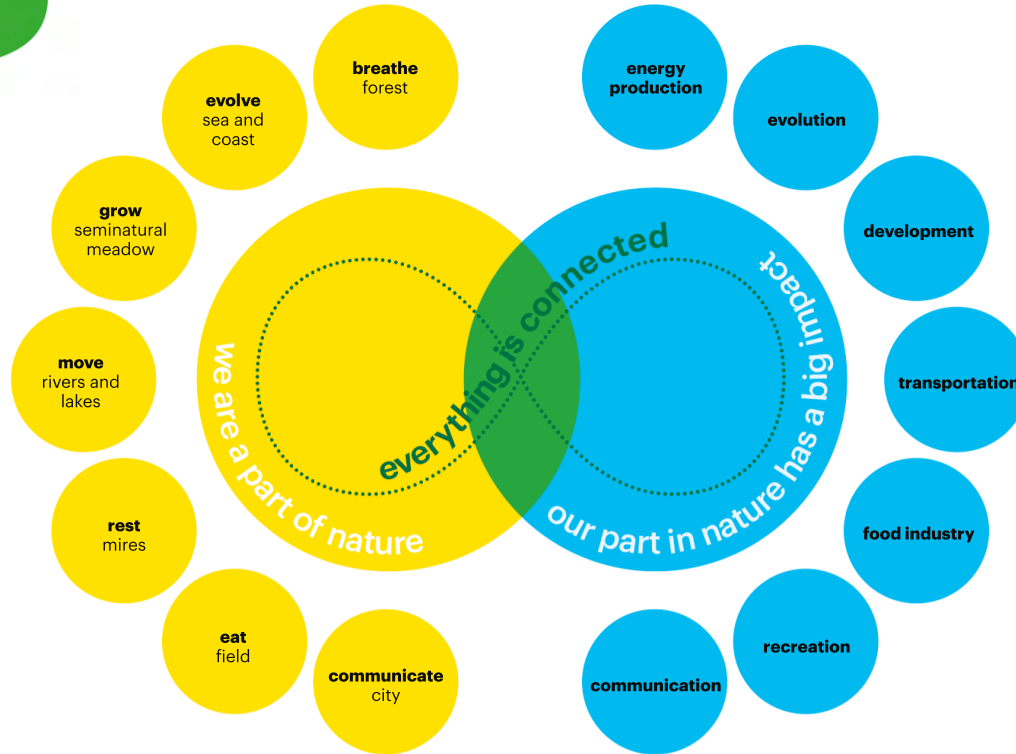 breathe
forest
evolve
sea and
coast
grow
seminatural
meadow
move
rivers and
lakes
rest
mires
eat
field
communicate
city
we are a part of nature
everything is connected
our part in nature has a big impact
energy
production
evolution
development
transportation
food industry
recreation
communication